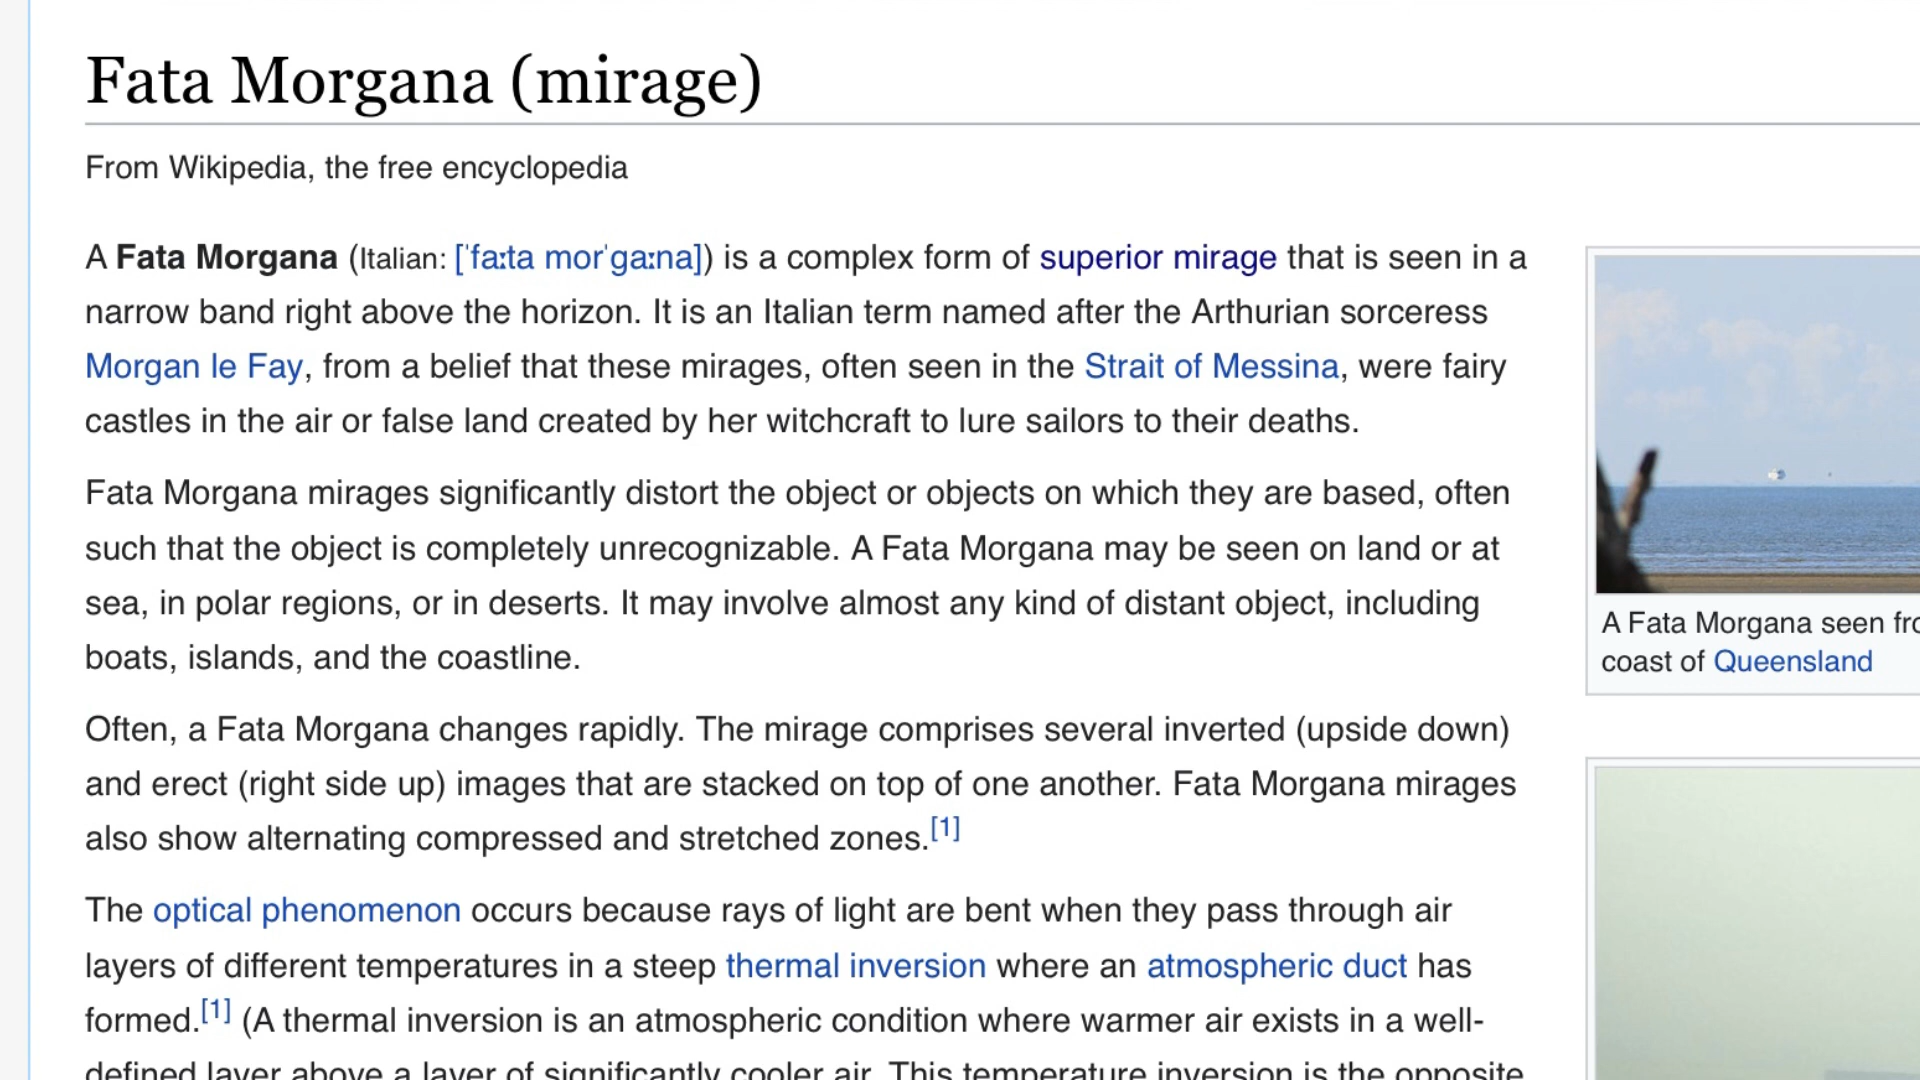 Fata Morgana (mirage)
From Wikipedia, the free encyclopedia
A Fata Morgana (Italian: [ˈfaːta morˈɡaːna]) is a complex form of superior mirage that is seen in a
narrow band right above the horizon. It is an Italian term named after the Arthurian sorceress
Morgan le Fay, from a belief that these mirages, often seen in the Strait of Messina, were fairy
castles in the air or false land created by her witchcraft to lure sailors to their deaths.
Fata Morgana mirages significantly distort the object or objects on which they are based, often
such that the object is completely unrecognizable. A Fata Morgana may be seen on land or at
sea, in polar regions, or in deserts. It may involve almost any kind of distant object, including
boats, islands, and the coastline.
Often, a Fata Morgana changes rapidly. The mirage comprises several inverted (upside down)
and erect (right side up) images that are stacked on top of one another. Fata Morgana mirages
also show alternating compressed and stretched zones.[1]
The optical phenomenon occurs because rays of light are bent when they pass through air
layers of different temperatures in a steep thermal inversion where an atmospheric duct has
formed.[1] (A thermal inversion is an atmospheric condition where warmer air exists in a well-
defined layer above a layer of significantly cooler air. This temperature inversion is the opposite
A Fata Morgana seen
coast of Queensland